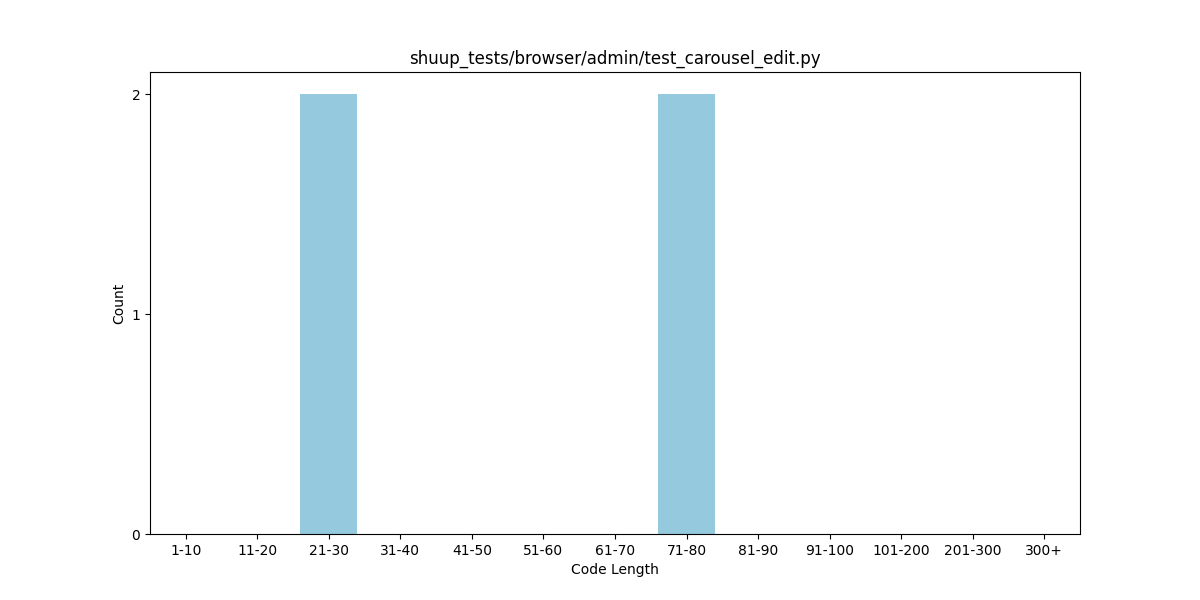 shuup_tests/browser/admin/test_carousel_edit.py
2
1
0
Count
1-10 11-20 21-30 31-40 41-50 51-60 61-70 71-80 81-90 91-100 101-200 201-300 300+
Code Length